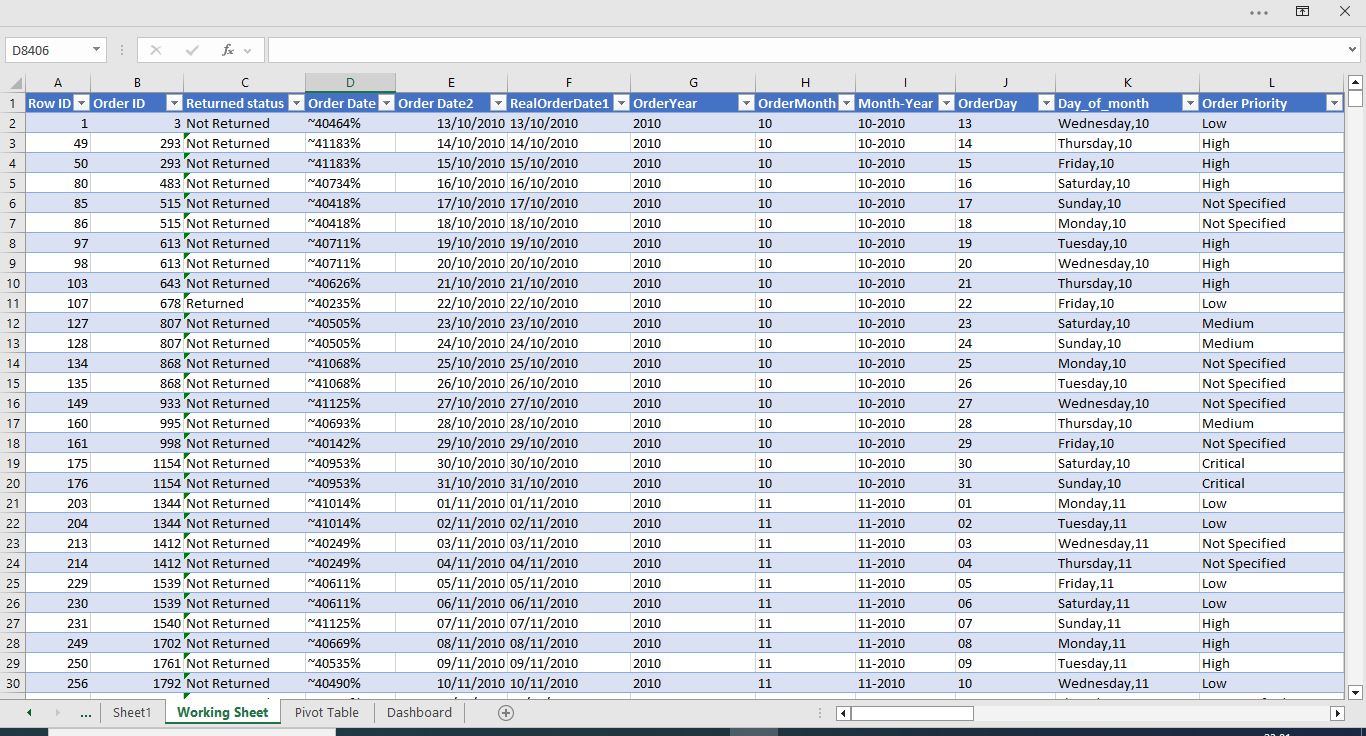 D8406 fx
A B C D E F G H I J K L
1 Row ID Order ID Returned status Order Date Order Date2 RealOrderDate1 OrderYear OrderMonth Month-Year OrderDay Day_of_month Order Priority
2 1 3 Not Returned ~40464% 13/10/2010 13/10/2010 2010 10 10-2010 13 Wednesday,10 Low
3 49 293 Not Returned ~41183% 14/10/2010 14/10/2010 2010 10 10-2010 14 Thursday,10 High
4 50 293 Not Returned ~41183% 15/10/2010 15/10/2010 2010 10 10-2010 15 Friday,10 High
5 80 483 Not Returned ~40734% 16/10/2010 16/10/2010 2010 10 10-2010 16 Saturday,10 High
6 85 515 Not Returned ~40418% 17/10/2010 17/10/2010 2010 10 10-2010 17 Sunday,10 Not Specified
7 86 515 Not Returned ~40418% 18/10/2010 18/10/2010 2010 10 10-2010 18 Monday,10 Not Specified
8 97 613 Not Returned ~40711% 19/10/2010 19/10/2010 2010 10 10-2010 19 Tuesday,10 High
9 98 613 Not Returned ~40711% 20/10/2010 20/10/2010 2010 10 10-2010 20 Wednesday,10 High
10 103 643 Not Returned ~40626% 21/10/2010 21/10/2010 2010 10 10-2010 21 Thursday,10 High
11 107 678 Returned ~40235% 22/10/2010 22/10/2010 2010 10 10-2010 22 Friday,10 Low
12 127 807 Not Returned ~40505% 23/10/2010 23/10/2010 2010 10 10-2010 23 Saturday,10 Medium
13 128 807 Not Returned ~40505% 24/10/2010 24/10/2010 2010 10 10-2010 24 Sunday,10 Medium
14 134 868 Not Returned ~41068% 25/10/2010 25/10/2010 2010 10 10-2010 25 Monday,10 Not Specified
15 135 868 Not Returned ~41068% 26/10/2010 26/10/2010 2010 10 10-2010 26 Tuesday,10 Not Specified
16 149 933 Not Returned ~41125% 27/10/2010 27/10/2010 2010 10 10-2010 27 Wednesday,10 Not Specified
17 160 995 Not Returned ~40693% 28/10/2010 28/10/2010 2010 10 10-2010 28 Thursday,10 Medium
18 161 998 Not Returned ~40142% 29/10/2010 29/10/2010 2010 10 10-2010 29 Friday,10 Not Specified
19 175 1154 Not Returned ~40953% 30/10/2010 30/10/2010 2010 10 10-2010 30 Saturday,10 Critical
20 176 1154 Not Returned ~40953% 31/10/2010 31/10/2010 2010 10 10-2010 31 Sunday,10 Critical
21 203 1344 Not Returned ~41014% 01/11/2010 01/11/2010 2010 11 11-2010 01 Monday,11 Low
22 204 1344 Not Returned ~41014% 02/11/2010 02/11/2010 2010 11 11-2010 02 Tuesday,11 Low
23 213 1412 Not Returned ~40249% 03/11/2010 03/11/2010 2010 11 11-2010 03 Wednesday,11 Not Specified
24 214 1412 Not Returned ~40249% 04/11/2010 04/11/2010 2010 11 11-2010 04 Thursday,11 Not Specified
25 229 1539 Not Returned ~40611% 05/11/2010 05/11/2010 2010 11 11-2010 05 Friday,11 Low
26 230 1539 Not Returned ~40611% 06/11/2010 06/11/2010 2010 11 11-2010 06 Saturday,11 Low
27 231 1540 Not Returned ~41125% 07/11/2010 07/11/2010 2010 11 11-2010 07 Sunday,11 High
28 249 1702 Not Returned ~40669% 08/11/2010 08/11/2010 2010 11 11-2010 08 Monday,11 High
29 250 1761 Not Returned ~40535% 09/11/2010 09/11/2010 2010 11 11-2010 09 Tuesday,11 High
30 256 1792 Not Returned ~40490% 10/11/2010 10/11/2010 2010 11 11-2010 10 Wednesday,11 Low
... Sheet1 Working Sheet Pivot Table Dashboard